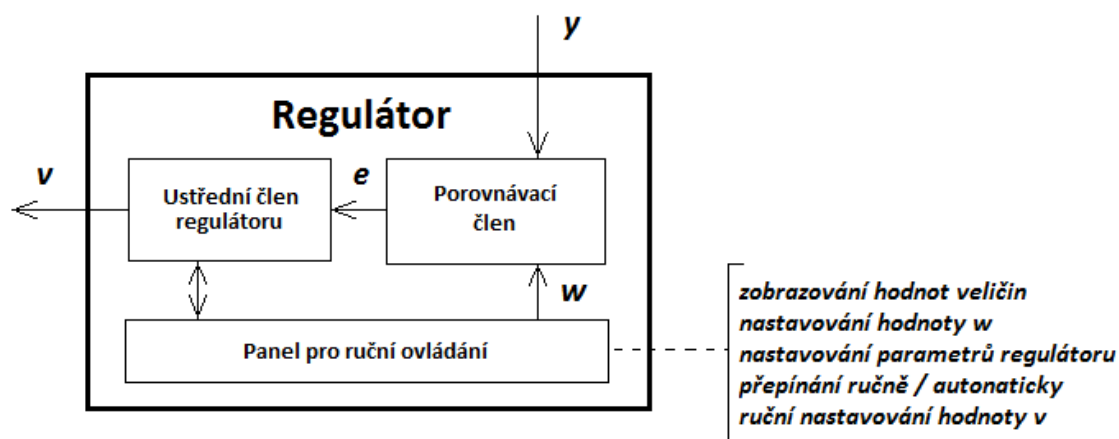 y
Regulátor
v
Ustřední člen
regulátoru
e
Porovnávací
člen
w
Panel pro ruční ovládání
zobrazování hodnot veličin
nastavování hodnoty w
nastavování parametrů regulátoru
přepínání ručně / automaticky
ruční nastavování hodnoty v